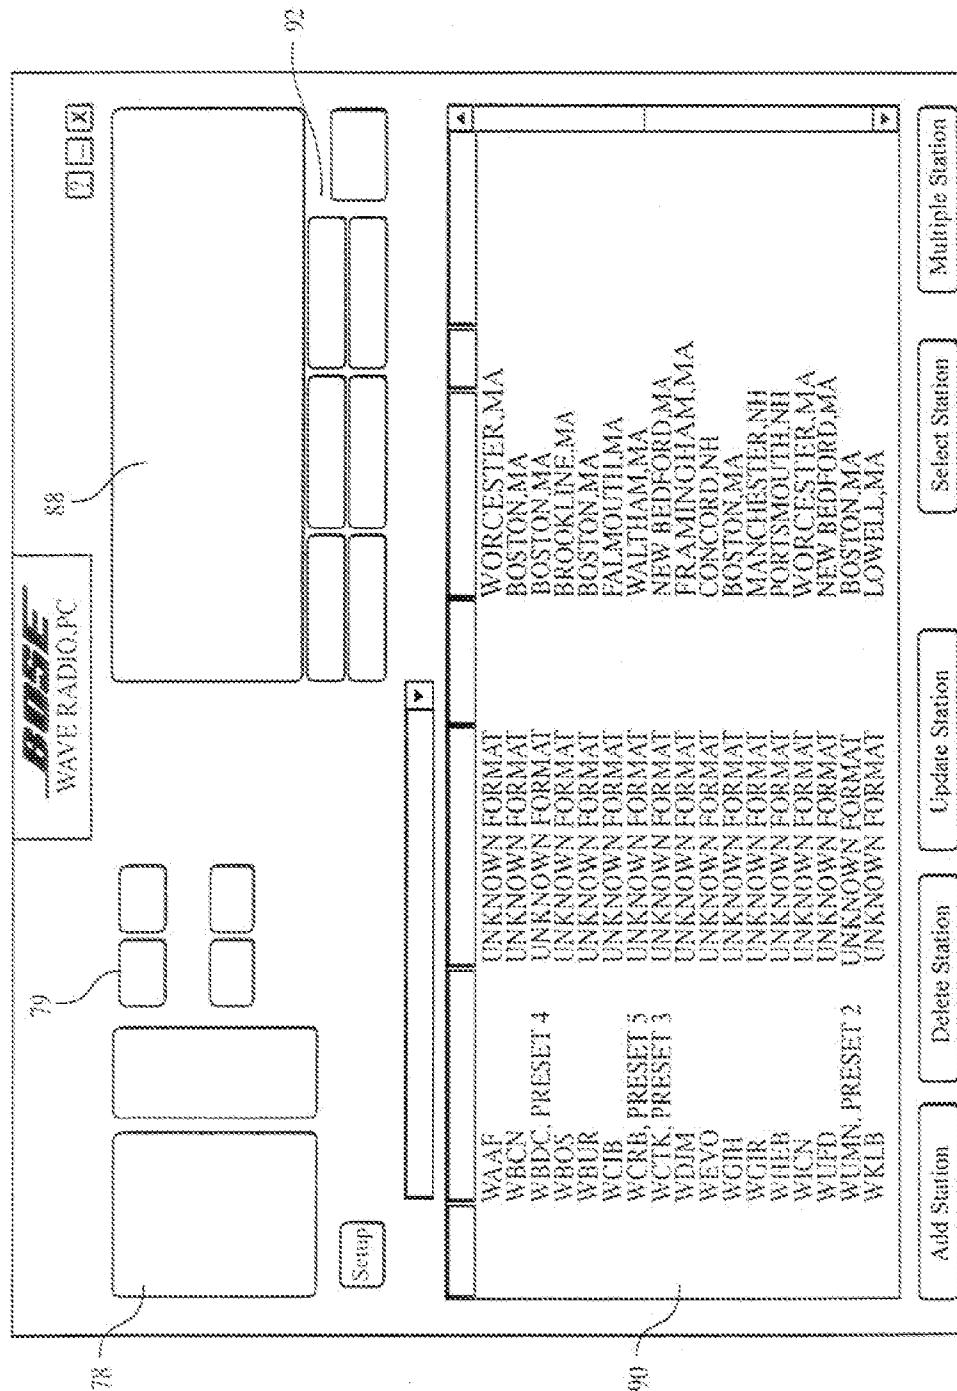 BOSE
WAVE RADIO.PC
? – X
78
79
88
92
Setup
WAAF UNKNOWN FORMAT WORCESTER,MA
WBCN UNKNOWN FORMAT BOSTON,MA
WBDC, PRESET 4 UNKNOWN FORMAT BOSTON,MA
WBOS UNKNOWN FORMAT BROOKLINE,MA
WBUR UNKNOWN FORMAT BOSTON,MA
WCIB UNKNOWN FORMAT FALMOUTH,MA
WCRB, PRESET 5 UNKNOWN FORMAT WALTHAM,MA
WCTK, PRESET 3 UNKNOWN FORMAT NEW BEDFORD,MA
WDIM UNKNOWN FORMAT FRAMINGHAM,MA
WEVO UNKNOWN FORMAT CONCORD,NH
WGIH UNKNOWN FORMAT BOSTON,MA
WGIR UNKNOWN FORMAT MANCHESTER,NH
WHEB UNKNOWN FORMAT PORTSMOUTH,NH
WICN UNKNOWN FORMAT WORCESTER,MA
WUFD UNKNOWN FORMAT NEW BEDFORD,MA
WUMN, PRESET 2 UNKNOWN FORMAT BOSTON,MA
WKLB UNKNOWN FORMAT LOWELL,MA
90
Add Station
Delete Station
Update Station
Select Station
Multiple Station